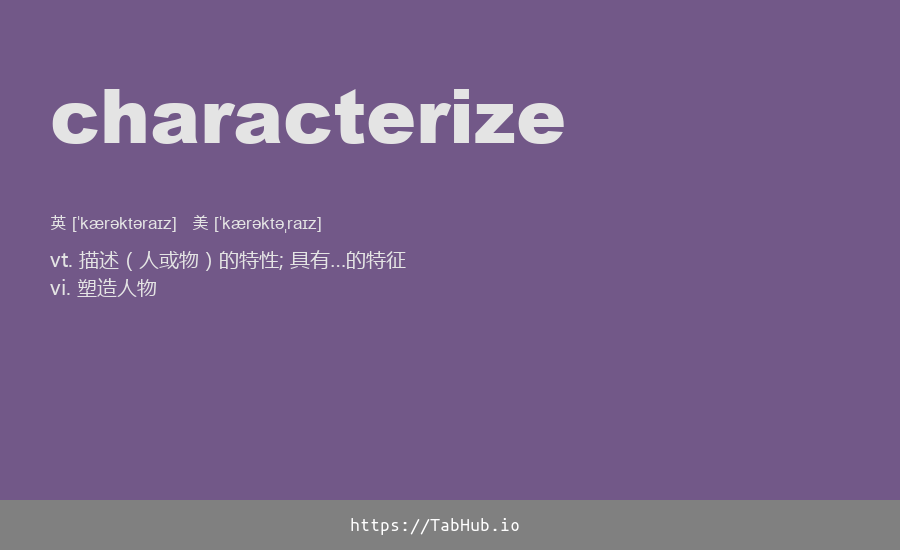 characterize
英 [ˈkærəktəraɪz] 美 [ˈkærəktəˌraɪz]
vt. 描述（人或物）的特性; 具有…的特征
vi. 塑造人物
https://TabHub.io